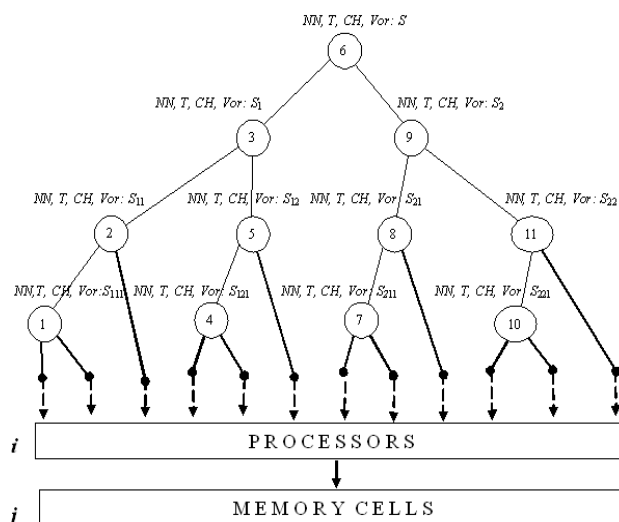 NN, T, CH, Vor: S
6
NN, T, CH, Vor: S₁
NN, T, CH, Vor: S₂
3
9
NN, T, CH, Vor: S₁₁
NN, T, CH, Vor: S₁₂
NN, T, CH, Vor: S₂₁
NN, T, CH, Vor: S₂₂
2
5
8
11
NN,T, CH, Vor:S₁₁₁
NN, T, CH, Vor: S₁₂₁
NN, T, CH, Vor: S₂₁₁
NN, T, CH, Vor: S₂₂₁
1
4
7
10
i
PROCESSORS
j
MEMORY CELLS